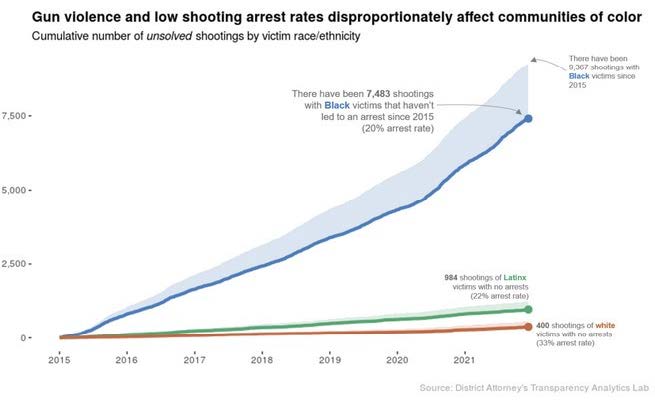 Gun violence and low shooting arrest rates disproportionately affect communities of color
Cumulative number of unsolved shootings by victim race/ethnicity
There have been
9,367 shootings with
Black victims since
2015
There have been 7,483 shootings
with Black victims that haven't
led to an arrest since 2015
(20% arrest rate)
7,500
5,000
2,500
0
984 shootings of Latinx
victims with no arrests
(22% arrest rate)
400 shootings of white
victims with no arrests
(33% arrest rate)
2015
2016
2017
2018
2019
2020
2021
Source: District Attorney's Transparency Analytics Lab